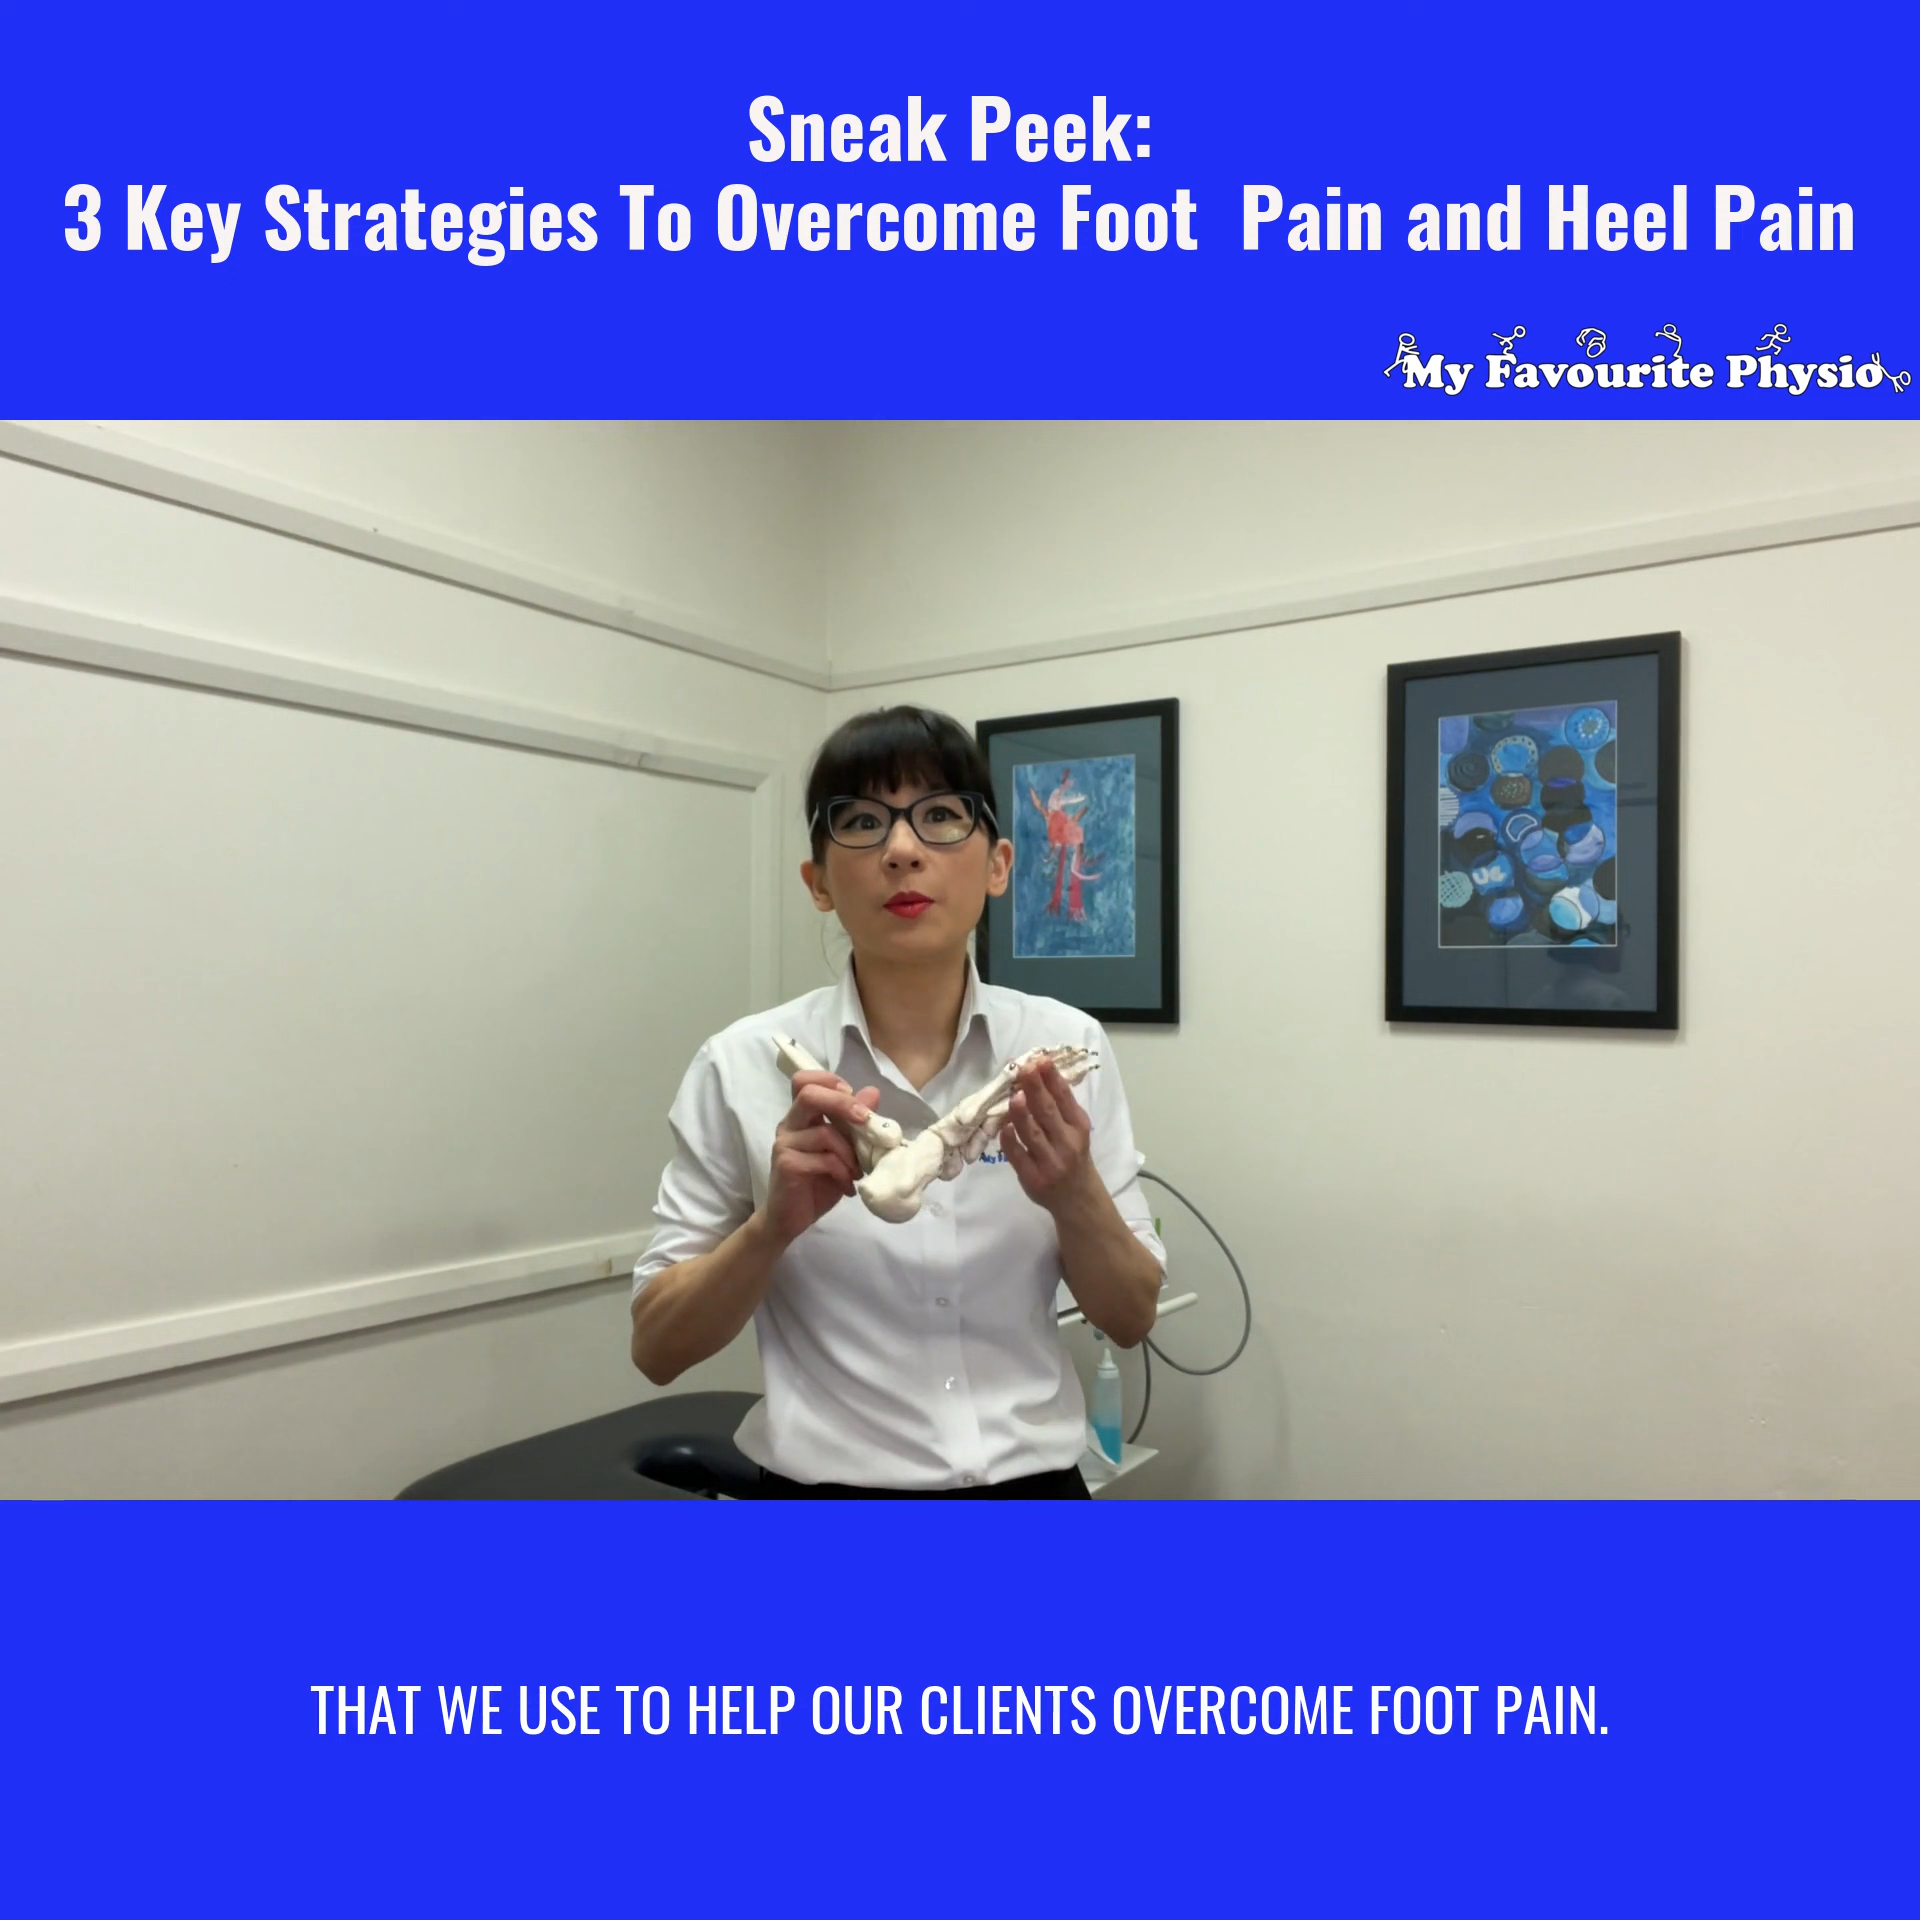 Sneak Peek:
3 Key Strategies To Overcome Foot  Pain and Heel Pain
My Favourite Physio
THAT WE USE TO HELP OUR CLIENTS OVERCOME FOOT PAIN.